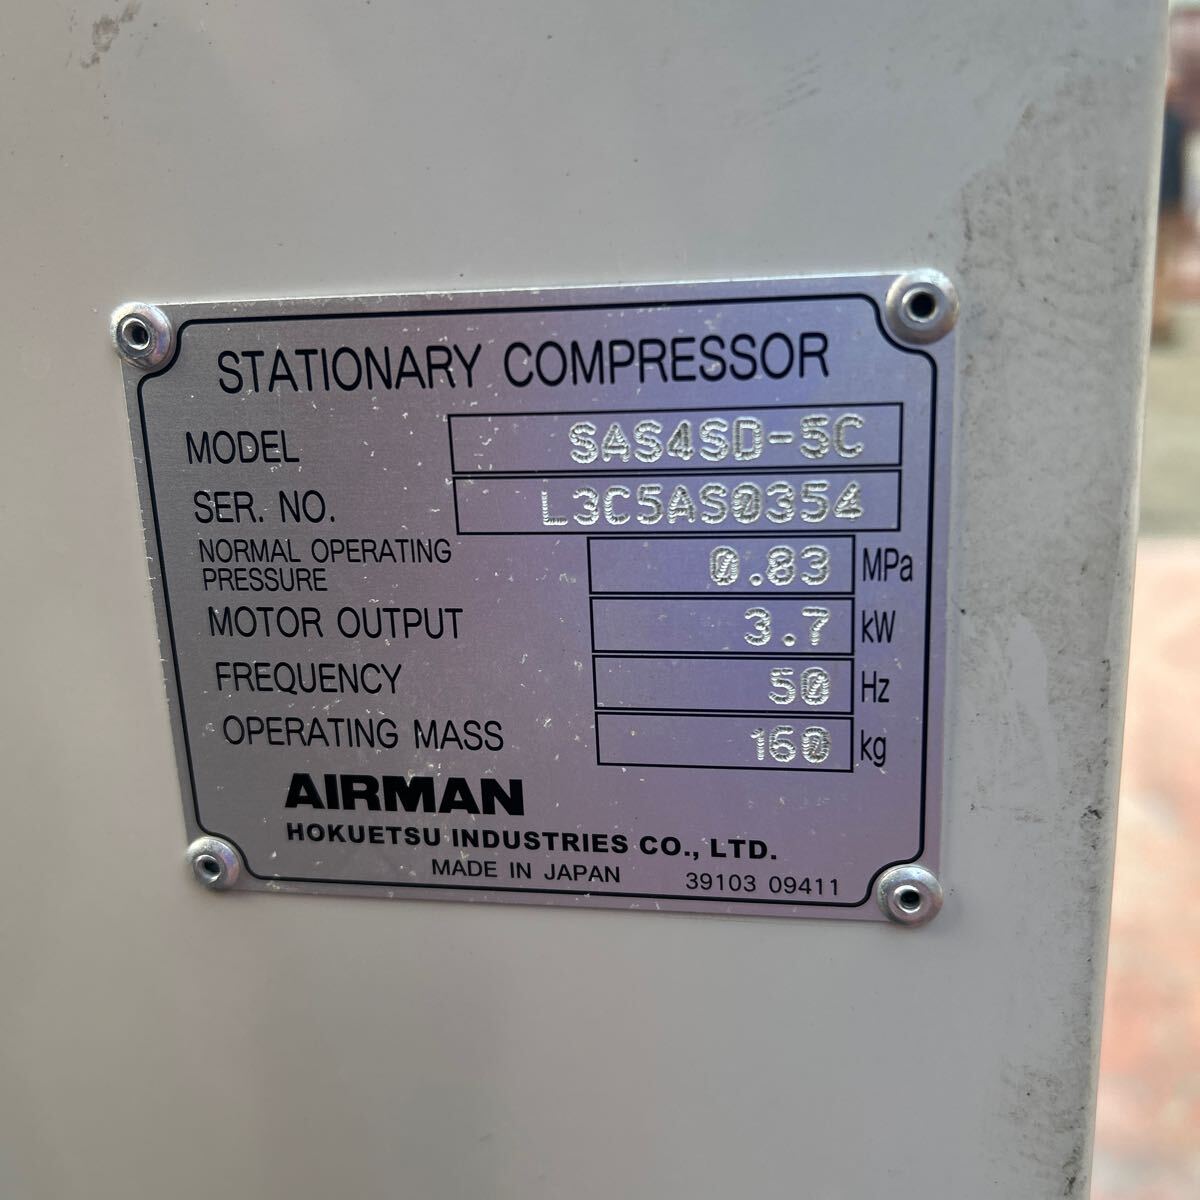 STATIONARY COMPRESSOR
MODEL SAS4SD-5C
SER. NO. L3C5AS0354
NORMAL OPERATING
PRESSURE 0.83 MPa
MOTOR OUTPUT 3.7 kW
FREQUENCY 50 Hz
OPERATING MASS 160 kg
AIRMAN
HOKUETSU INDUSTRIES CO., LTD.
MADE IN JAPAN 39103 09411